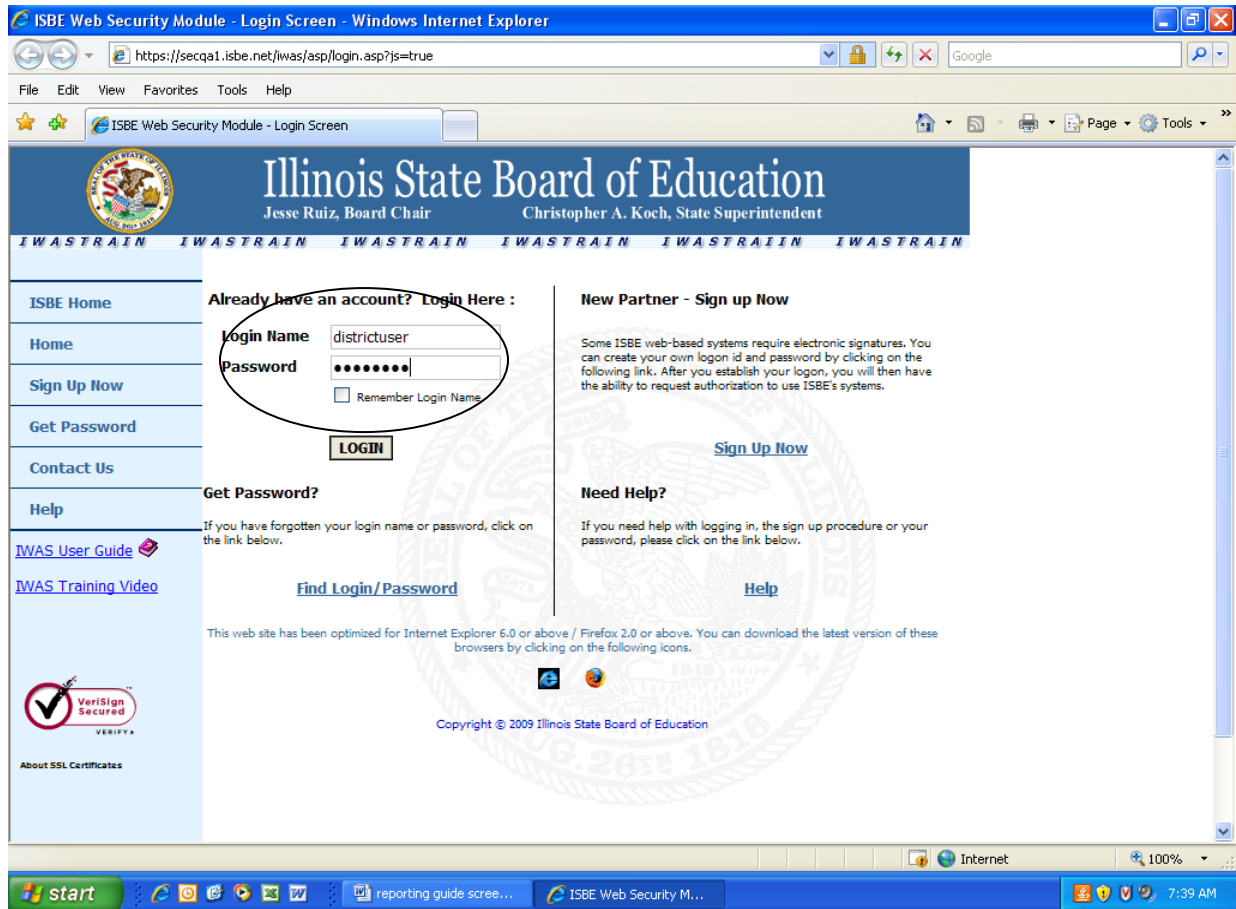 ISBE Web Security Module - Login Screen - Windows Internet Explorer
https://secqa1.isbe.net/iwas/asp/login.asp?js=true
Google
File Edit View Favorites Tools Help
ISBE Web Security Module - Login Screen
Page Tools
Illinois State Board of Education
Jesse Ruiz, Board Chair Christopher A. Koch, State Superintendent
IWASTRAIN IWASTRAIN IWASTRAIN IWASTRAIN IWASTRAIIN IWASTRAIN
ISBE Home
Home
Sign Up Now
Get Password
Contact Us
Help
IWAS User Guide
IWAS Training Video
VeriSign
Secured
VERIFY
About SSL Certificates
Already have an account? Login Here :
Login Name districtuser
Password ••••••••
Remember Login Name
LOGIN
New Partner - Sign up Now
Some ISBE web-based systems require electronic signatures. You
can create your own logon id and password by clicking on the
following link. After you establish your logon, you will then have
the ability to request authorization to use ISBE's systems.
Sign Up Now
Get Password?
If you have forgotten your login name or password, click on
the link below.
Find Login/Password
Need Help?
If you need help with logging in, the sign up procedure or your
password, please click on the link below.
Help
This web site has been optimized for Internet Explorer 6.0 or above / Firefox 2.0 or above. You can download the latest version of these
browsers by clicking on the following icons.
Copyright © 2009 Illinois State Board of Education
AUG. 26TH 1818
Internet 100%
start
reporting guide scree...
ISBE Web Security M...
7:39 AM